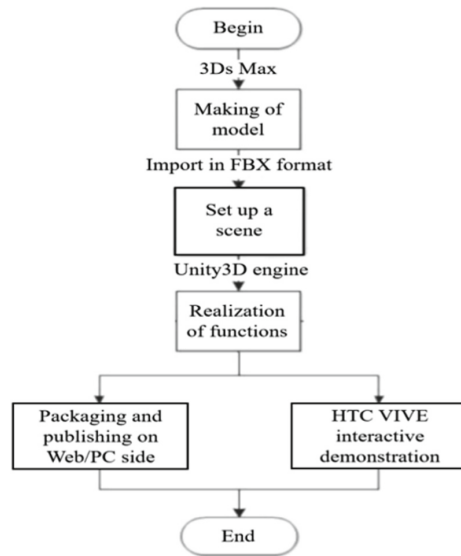 Begin
3Ds Max
Making of
model
Import in FBX format
Set up a
scene
Unity3D engine
Realization
of functions
Packaging and
publishing on
Web/PC side
HTC VIVE
interactive
demonstration
End